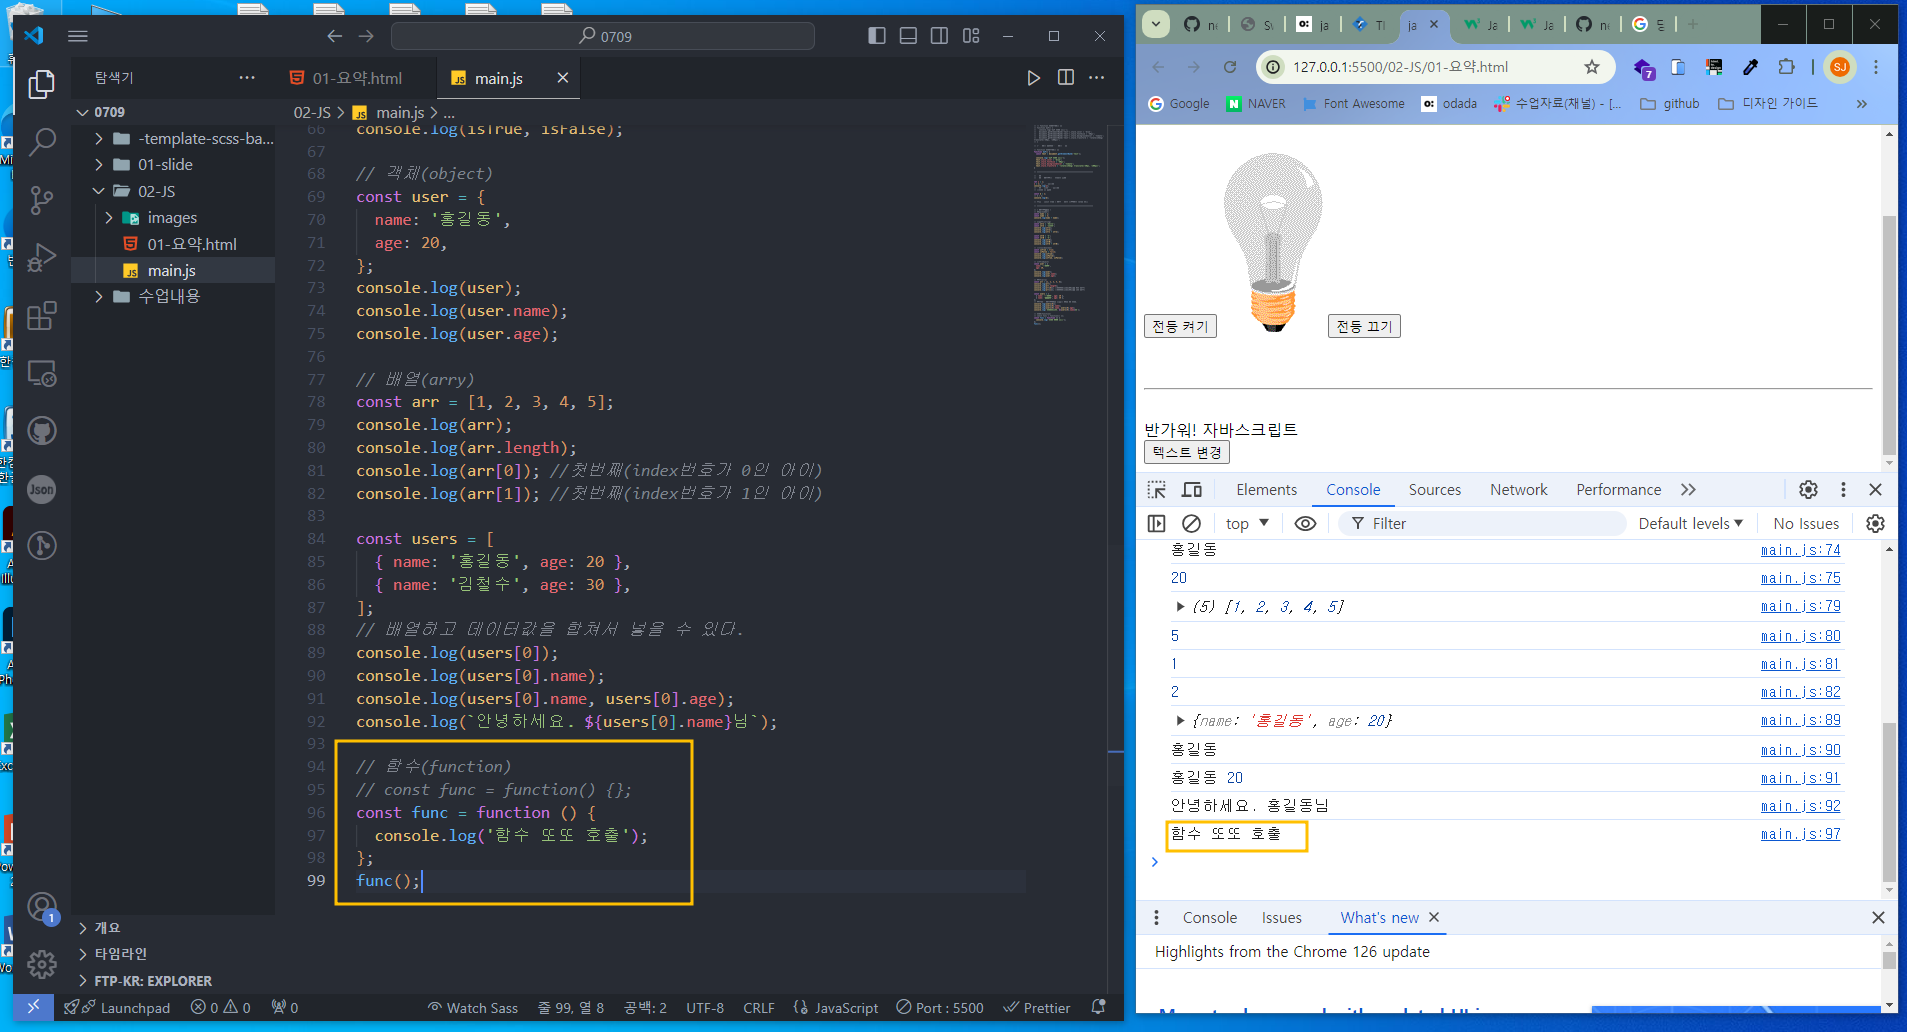 0709
탐색기
01-요약.html
main.js
0709
-template-scss-ba...
01-slide
02-JS
images
01-요약.html
main.js
수업내용
개요
타임라인
FTP-KR: EXPLORER
02-JS > main.js > ...
66 console.log(isTrue, isFalse);
67
68 // 객체(object)
69 const user = {
70 name: '홍길동',
71 age: 20,
72 };
73 console.log(user);
74 console.log(user.name);
75 console.log(user.age);
76
77 // 배열(arry)
78 const arr = [1, 2, 3, 4, 5];
79 console.log(arr);
80 console.log(arr.length);
81 console.log(arr[0]); //첫번째(index번호가 0인 아이)
82 console.log(arr[1]); //첫번째(index번호가 1인 아이)
83
84 const users = [
85 { name: '홍길동', age: 20 },
86 { name: '김철수', age: 30 },
87 ];
88 // 배열하고 데이터값을 합쳐서 넣을 수 있다.
89 console.log(users[0]);
90 console.log(users[0].name);
91 console.log(users[0].name, users[0].age);
92 console.log(`안녕하세요. ${users[0].name}님`);
93
94 // 함수(function)
95 // const func = function() {};
96 const func = function () {
97 console.log('함수 또또 호출');
98 };
99 func();
Launchpad 0 0 0 Watch Sass 줄 99, 열 8 공백: 2 UTF-8 CRLF JavaScript Port : 5500 Prettier
127.0.0.1:5500/02-JS/01-요약.html
7
SJ
Google NAVER Font Awesome odada 수업자료(채널) - [... github 디자인 가이드 »
전등 켜기
전등 끄기
반가워! 자바스크립트
텍스트 변경
Elements Console Sources Network Performance »
top Filter Default levels No Issues
홍길동 main.js:74
20 main.js:75
(5) [1, 2, 3, 4, 5] main.js:79
5 main.js:80
1 main.js:81
2 main.js:82
{name: '홍길동', age: 20} main.js:89
홍길동 main.js:90
홍길동 20 main.js:91
안녕하세요. 홍길동님 main.js:92
함수 또또 호출 main.js:97
Console Issues What's new
Highlights from the Chrome 126 update